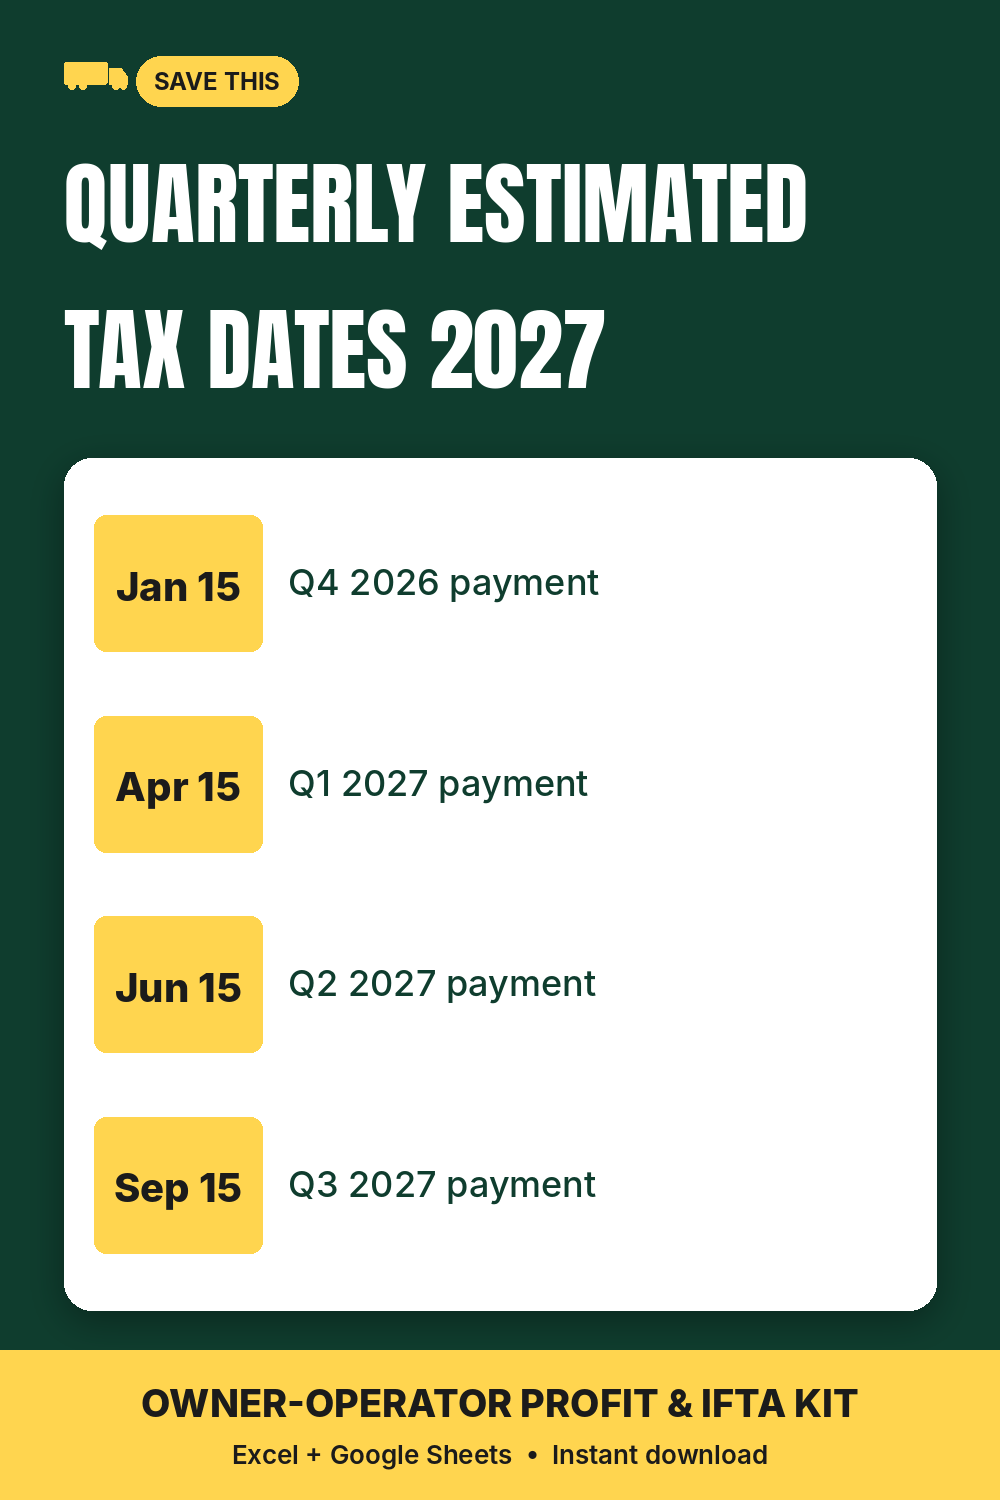 SAVE THIS
QUARTERLY ESTIMATED
TAX DATES 2027
Jan 15 Q4 2026 payment
Apr 15 Q1 2027 payment
Jun 15 Q2 2027 payment
Sep 15 Q3 2027 payment
OWNER-OPERATOR PROFIT & IFTA KIT
Excel + Google Sheets • Instant download